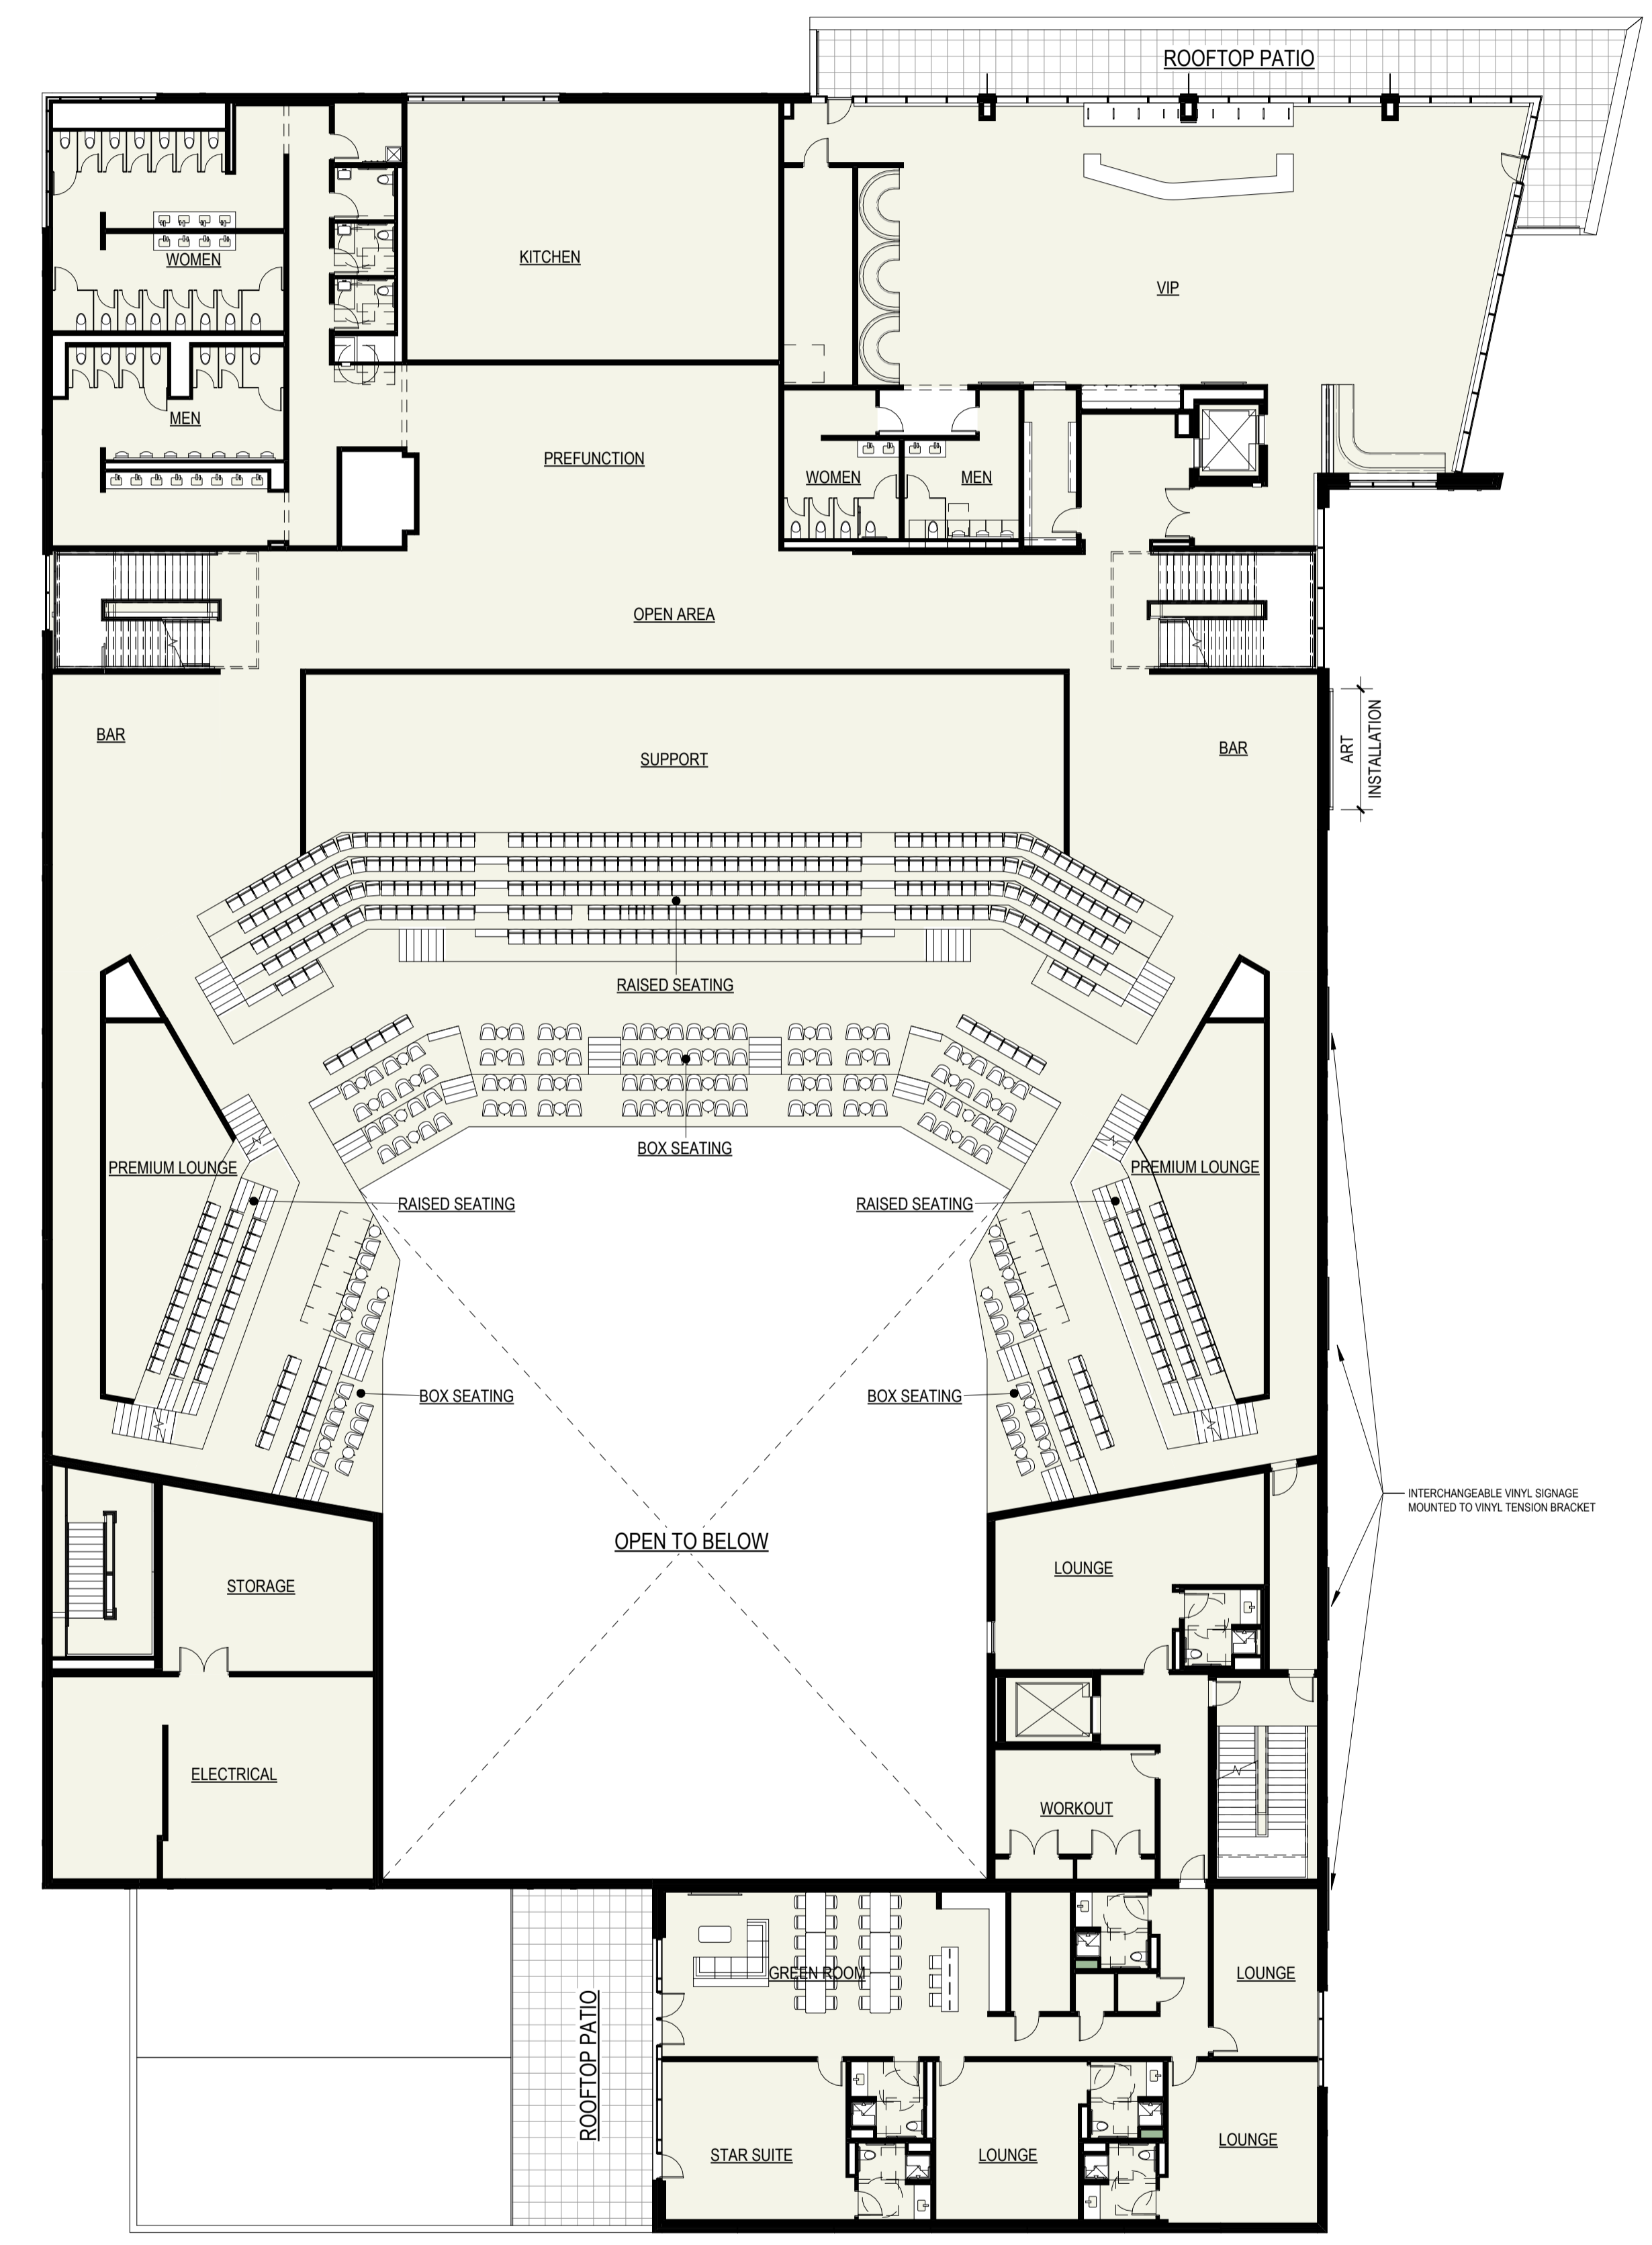 ROOFTOP PATIO
WOMEN
KITCHEN
VIP
MEN
PREFUNCTION
WOMEN
MEN
OPEN AREA
BAR
SUPPORT
BAR
ART
INSTALLATION
RAISED SEATING
BOX SEATING
PREMIUM LOUNGE
PREMIUM LOUNGE
RAISED SEATING
RAISED SEATING
BOX SEATING
BOX SEATING
INTERCHANGEABLE VINYL SIGNAGE
MOUNTED TO VINYL TENSION BRACKET
OPEN TO BELOW
LOUNGE
STORAGE
ELECTRICAL
WORKOUT
GREEN ROOM
LOUNGE
ROOFTOP PATIO
STAR SUITE
LOUNGE
LOUNGE